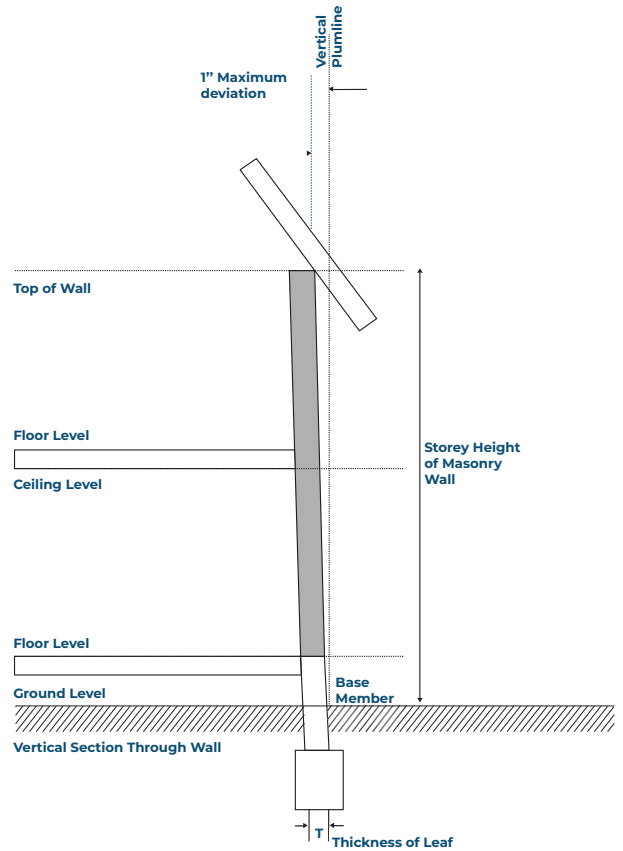 Vertical
Plumline
1” Maximum
deviation
Top of Wall
Floor Level
Ceiling Level
Storey Height
of Masonry
Wall
Floor Level
Base
Member
Ground Level
Vertical Section Through Wall
T
Thickness of Leaf